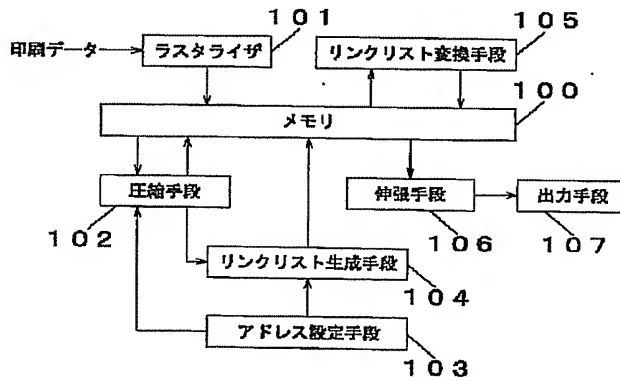 101
105
印刷データ
ラスタライザ
リンクリスト変換手段
100
メモリ
圧縮手段
伸張手段
出力手段
102
106
107
リンクリスト生成手段
104
アドレス設定手段
103